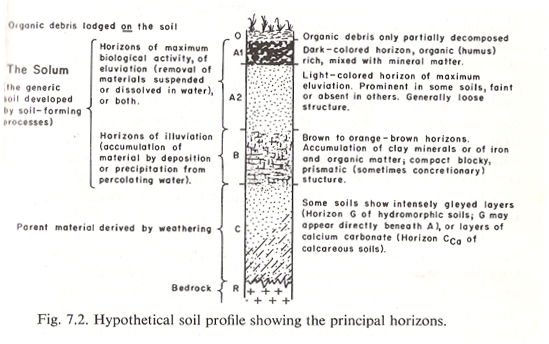 Organic debris lodged on the soil
The Solum
the generic
soil developed
by soil-forming
processes)
Horizons of maximum
biological activity, of
eluviation (removal of
materials suspended
or dissolved in water),
or both.
Horizons of illuviation
(accumulation of
material by deposition
or precipitation from
percolating water).
Parent material derived by weathering
Bedrock
O
A1
A2
B
C
R
Organic debris only partially decomposed
Dark-colored horizon, organic (humus)
rich, mixed with mineral matter.
Light-colored horizon of maximum
eluviation. Prominent in some soils, faint
or absent in others. Generally loose
structure.
Brown to orange-brown horizons.
Accumulation of clay minerals or of iron
and organic matter; compact blocky,
prismatic (sometimes concretionary)
stucture.
Some soils show intensely gleyed layers
(Horizon G of hydromorphic soils; G may
appear directly beneath A), or layers of
calcium carbonate (Horizon CCa of
calcareous soils).
Fig. 7.2. Hypothetical soil profile showing the principal horizons.